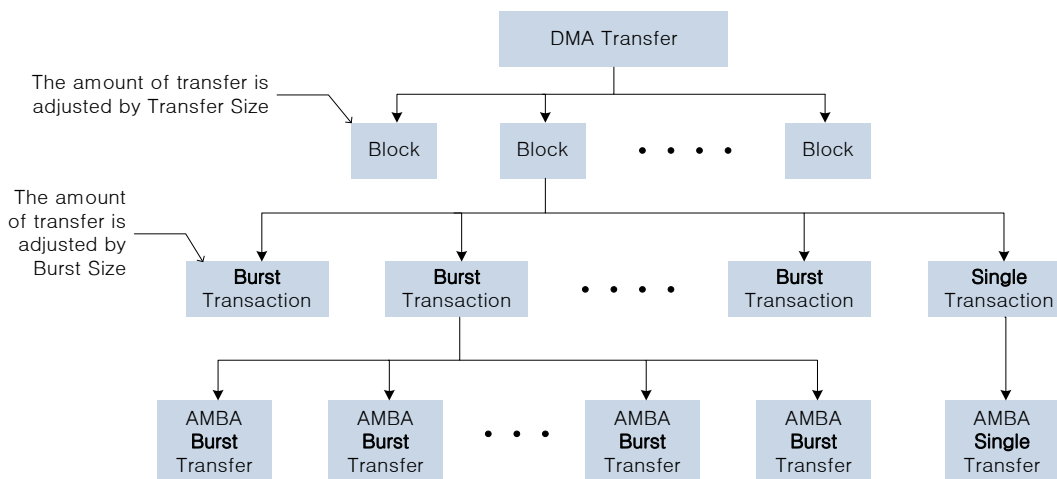 DMA Transfer
The amount of transfer is
adjusted by Transfer Size
Block
Block
Block
The amount
of transfer is
adjusted by
Burst Size
Burst
Transaction
Burst
Transaction
Burst
Transaction
Single
Transaction
AMBA
Burst
Transfer
AMBA
Burst
Transfer
AMBA
Burst
Transfer
AMBA
Burst
Transfer
AMBA
Single
Transfer